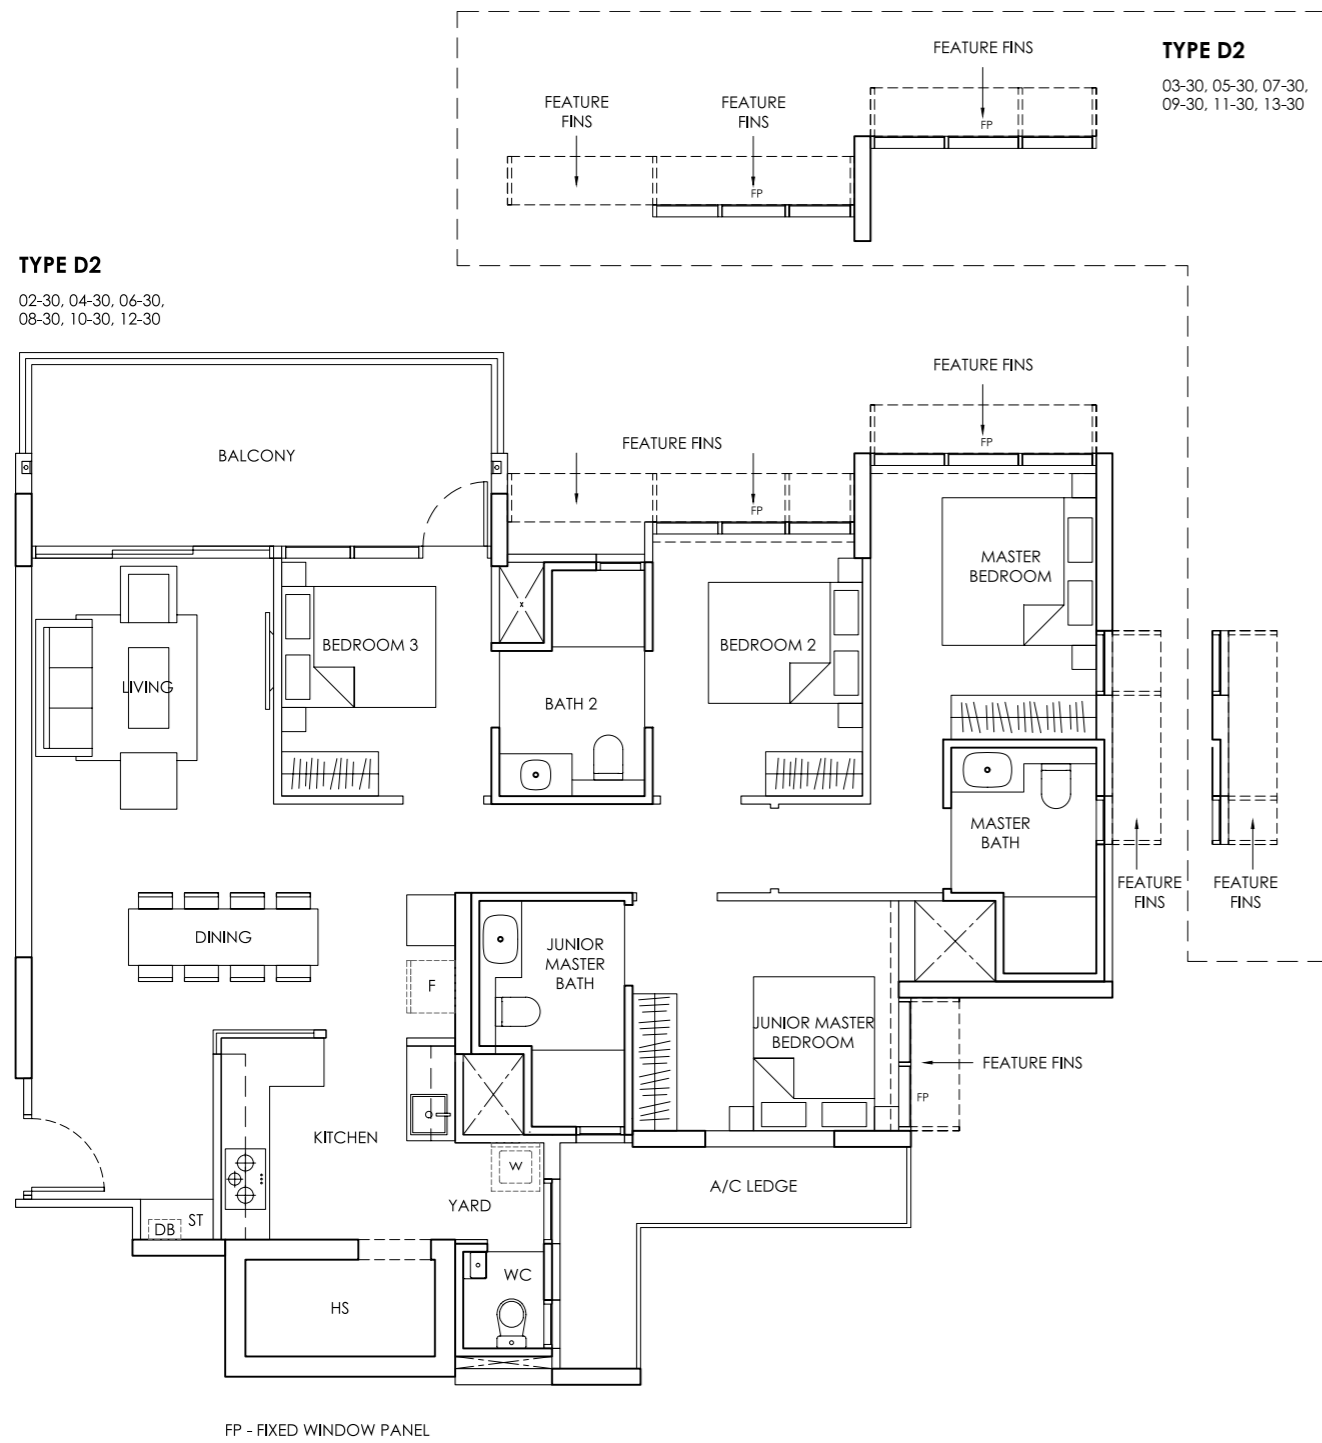 FEATURE FINS
TYPE D2
03-30, 05-30, 07-30,
09-30, 11-30, 13-30
FEATURE
FINS
FEATURE
FINS
FP
FP
TYPE D2
02-30, 04-30, 06-30,
08-30, 10-30, 12-30
FEATURE FINS
FP
FEATURE FINS
BALCONY
FP
MASTER
BEDROOM
BEDROOM 3
BEDROOM 2
LIVING
BATH 2
MASTER
BATH
FEATURE
FINS
FEATURE
FINS
DINING
JUNIOR
MASTER
BATH
F
JUNIOR MASTER
BEDROOM
FEATURE FINS
FP
KITCHEN
W
A/C LEDGE
YARD
ST
DB
WC
HS
FP - FIXED WINDOW PANEL